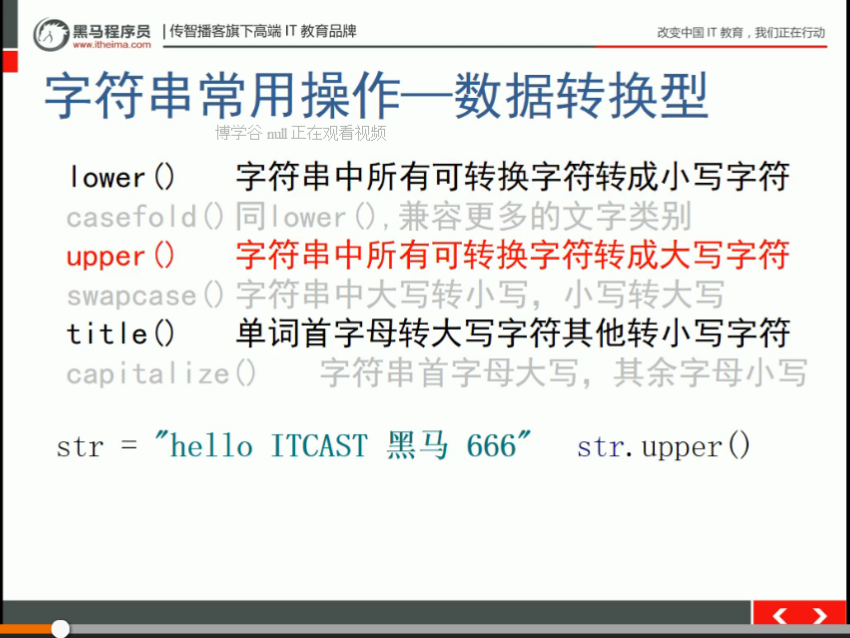 黑马程序员 | 传智播客旗下高端 IT 教育品牌
www.itheima.com
改变中国 IT 教育，我们正在行动
字符串常用操作—数据转换型
博学谷 null 正在观看视频
lower() 字符串中所有可转换字符转成小写字符
casefold() 同lower(),兼容更多的文字类别
upper() 字符串中所有可转换字符转成大写字符
swapcase() 字符串中大写转小写，小写转大写
title() 单词首字母转大写字符其他转小写字符
capitalize() 字符串首字母大写，其余字母小写
str = "hello ITCAST 黑马 666" str.upper()